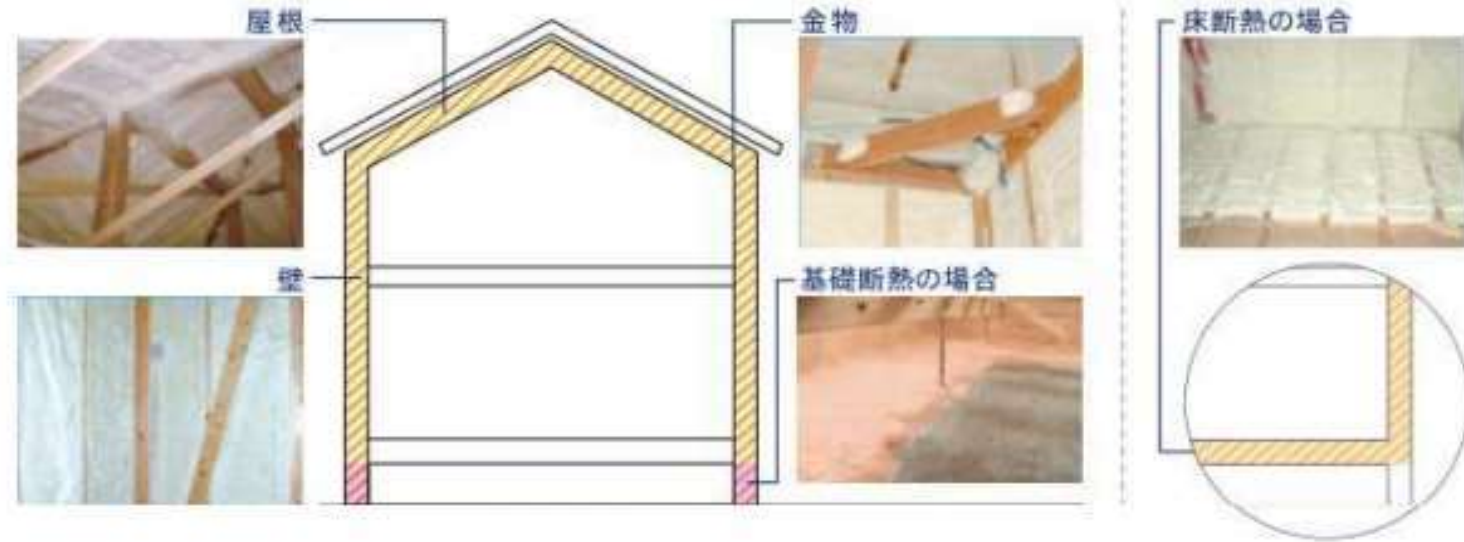 屋根
金物
床断熱の場合
壁
基礎断熱の場合